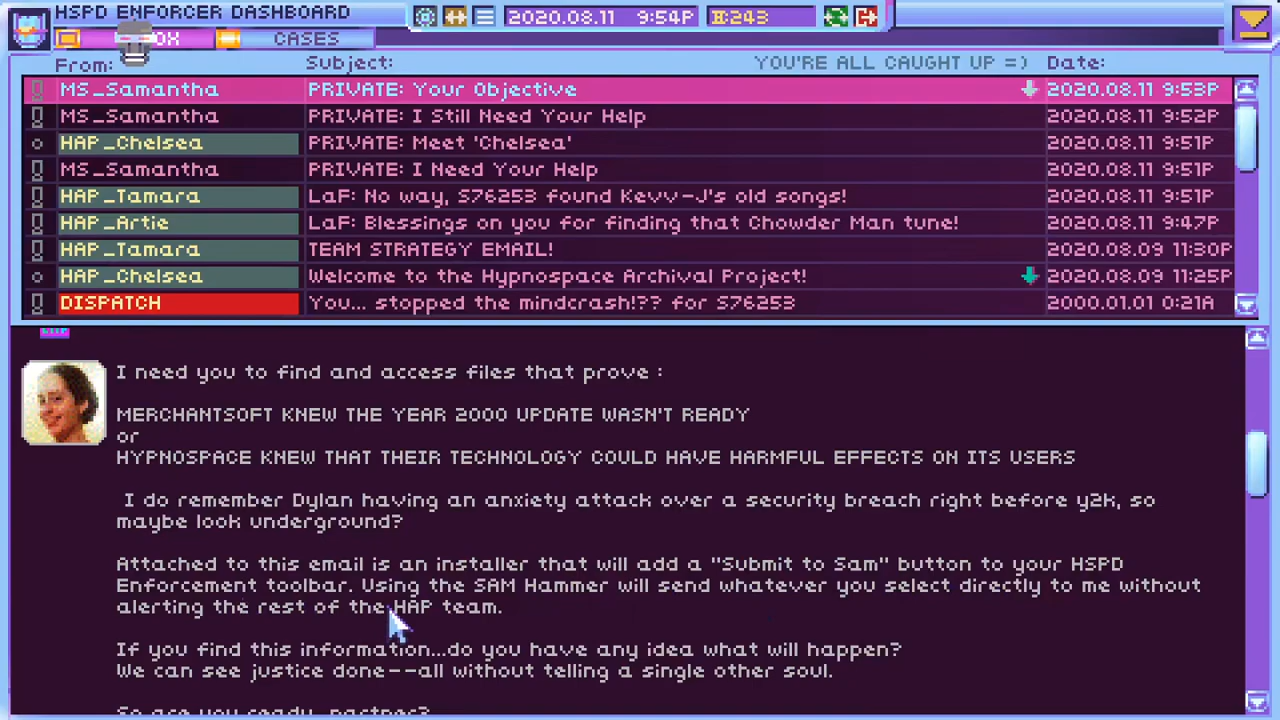 HSPD ENFORCER DASHBOARD
2020.08.11 9:54P
243
CASES
From: Subject: YOU'RE ALL CAUGHT UP =) Date:
MS_Samantha PRIVATE: Your Objective 2020.08.11 9:53P
MS_Samantha PRIVATE: I Still Need Your Help 2020.08.11 9:52P
HAP_Chelsea PRIVATE: Meet 'Chelsea' 2020.08.11 9:51P
MS_Samantha PRIVATE: I Need Your Help 2020.08.11 9:51P
HAP_Tamara LaF: No way, S76253 found Kevv-J's old songs! 2020.08.11 9:51P
HAP_Artie LaF: Blessings on you for finding that Chowder Man tune! 2020.08.11 9:47P
HAP_Tamara TEAM STRATEGY EMAIL! 2020.08.09 11:30P
HAP_Chelsea Welcome to the Hypnospace Archival Project! 2020.08.09 11:25P
DISPATCH You... stopped the mindcrash!?? for S76253 2000.01.01 0:21A
I need you to find and access files that prove :
MERCHANTSOFT KNEW THE YEAR 2000 UPDATE WASN'T READY
or
HYPNOSPACE KNEW THAT THEIR TECHNOLOGY COULD HAVE HARMFUL EFFECTS ON ITS USERS
I do remember Dylan having an anxiety attack over a security breach right before y2k, so
maybe look underground?
Attached to this email is an installer that will add a "Submit to Sam" button to your HSPD
Enforcement toolbar. Using the SAM Hammer will send whatever you select directly to me without
alerting the rest of the HAP team.
If you find this information...do you have any idea what will happen?
We can see justice done--all without telling a single other soul.
So are you ready, partner?